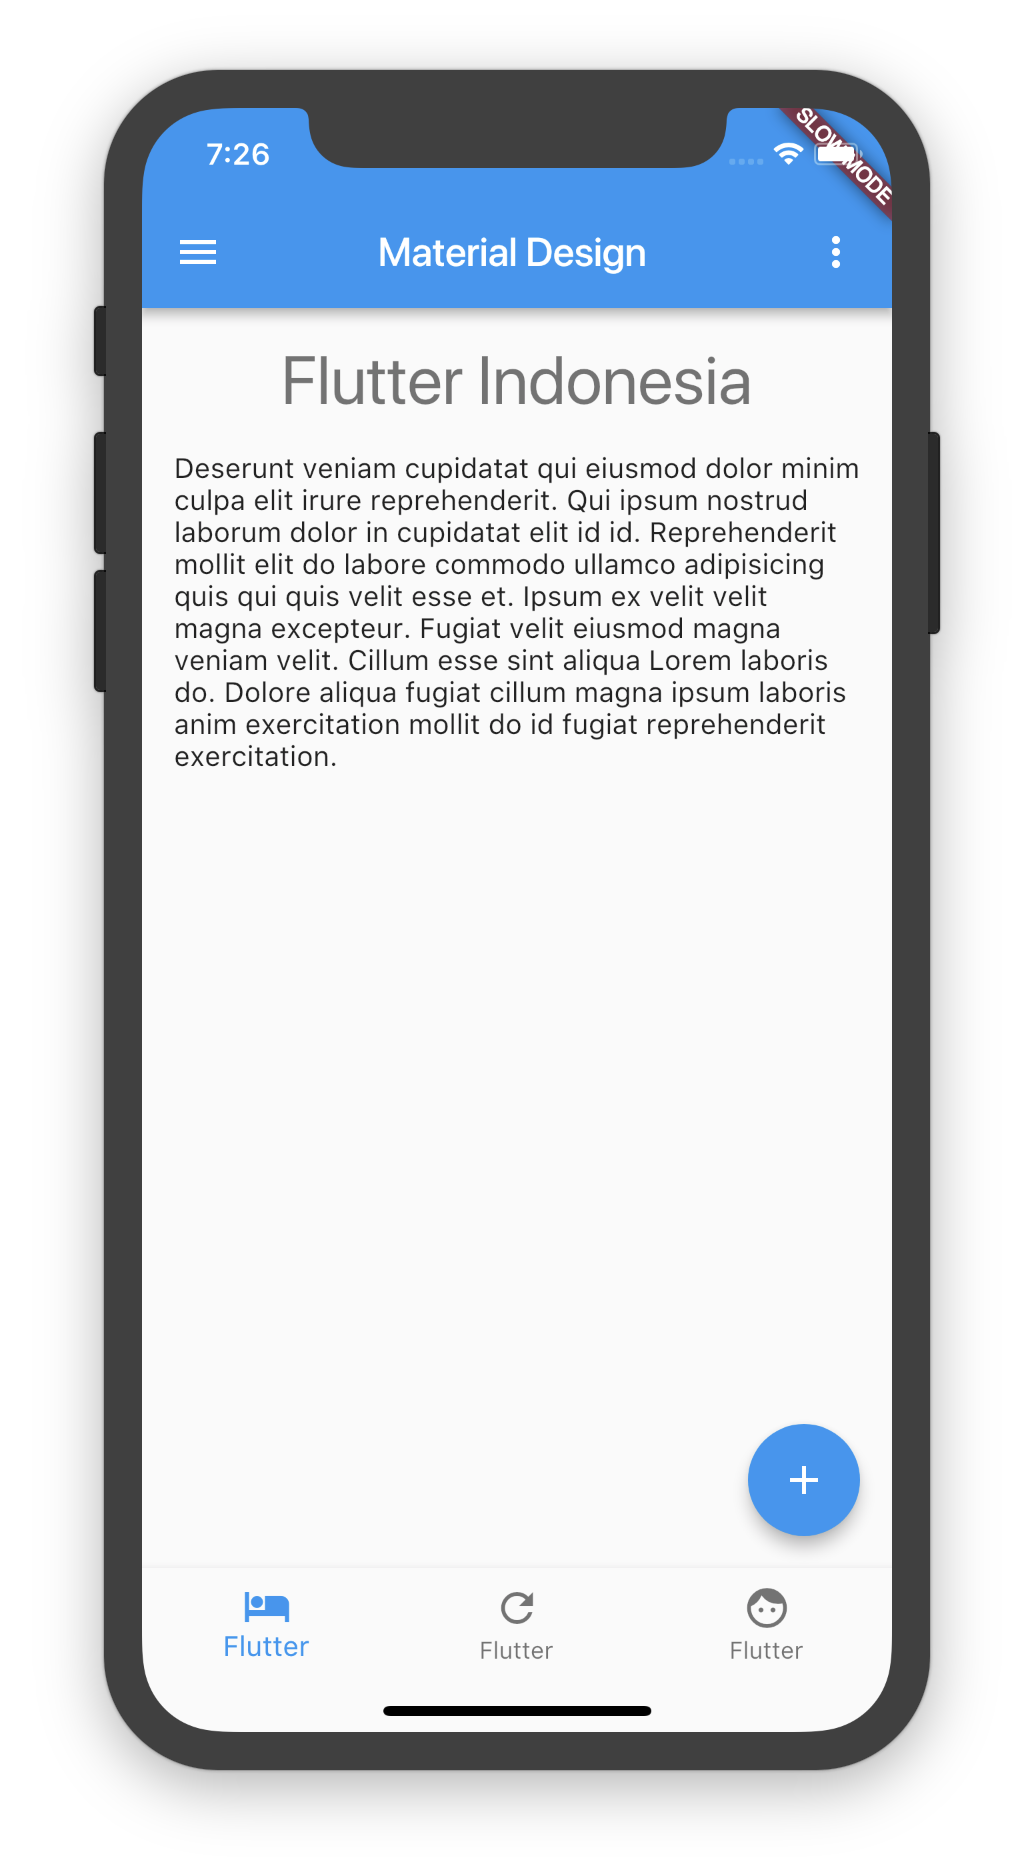 7:26
SLOW MODE
Material Design
Flutter Indonesia
Deserunt veniam cupidatat qui eiusmod dolor minim
culpa elit irure reprehenderit. Qui ipsum nostrud
laborum dolor in cupidatat elit id id. Reprehenderit
mollit elit do labore commodo ullamco adipisicing
quis qui quis velit esse et. Ipsum ex velit velit
magna excepteur. Fugiat velit eiusmod magna
veniam velit. Cillum esse sint aliqua Lorem laboris
do. Dolore aliqua fugiat cillum magna ipsum laboris
anim exercitation mollit do id fugiat reprehenderit
exercitation.
Flutter Flutter Flutter